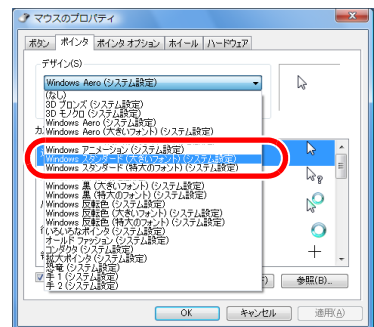 マウスのプロパティ
ボタン ポインタ ポインタ オプション ホイール ハードウェア
デザイン(S)
Windows Aero (システム設定)
(なし)
3D ブロンズ (システム設定)
3D モノクロ (システム設定)
Windows Aero (システム設定)
Windows Aero (大きいフォント) (システム設定)
Windows アニメーション (システム設定)
Windows スタンダード (大きいフォント) (システム設定)
Windows スタンダード (特大のフォント) (システム設定)
Windows 黒 (システム設定)
Windows 黒 (大きいフォント) (システム設定)
Windows 黒 (特大のフォント) (システム設定)
Windows 反転色 (システム設定)
Windows 反転色 (大きいフォント) (システム設定)
Windows 反転色 (特大のフォント) (システム設定)
いろいろなポインタ (システム設定)
オールド ファッション (システム設定)
コンダクタ (システム設定)
拡大ポインタ (システム設定)
恐竜 (システム設定)
手 1 (システム設定)
手 2 (システム設定)
参照(B)...
OK キャンセル 適用(A)